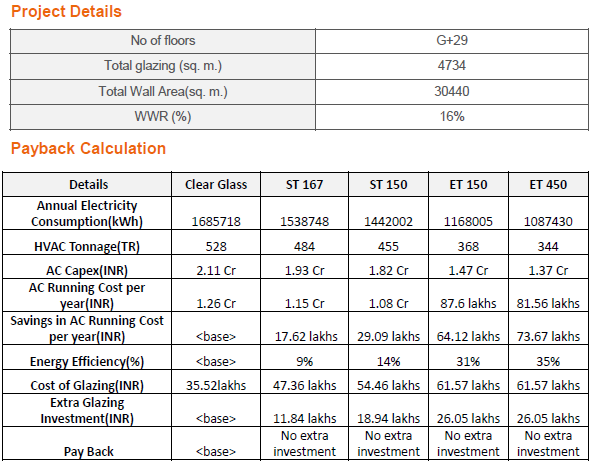 Project Details
No of floors G+29
Total glazing (sq. m.) 4734
Total Wall Area(sq. m.) 30440
WWR (%) 16%
Payback Calculation
Details Clear Glass ST 167 ST 150 ET 150 ET 450
Annual Electricity
Consumption(kWh) 1685718 1538748 1442002 1168005 1087430
HVAC Tonnage(TR) 528 484 455 368 344
AC Capex(INR) 2.11 Cr 1.93 Cr 1.82 Cr 1.47 Cr 1.37 Cr
AC Running Cost per
year(INR) 1.26 Cr 1.15 Cr 1.08 Cr 87.6 lakhs 81.56 lakhs
Savings in AC Running Cost
per year(INR) <base> 17.62 lakhs 29.09 lakhs 64.12 lakhs 73.67 lakhs
Energy Efficiency(%) <base> 9% 14% 31% 35%
Cost of Glazing(INR) 35.52lakhs 47.36 lakhs 54.46 lakhs 61.57 lakhs 61.57 lakhs
Extra Glazing
Investment(INR) <base> 11.84 lakhs 18.94 lakhs 26.05 lakhs 26.05 lakhs
No extra No extra No extra No extra
Pay Back <base> investment investment investment investment